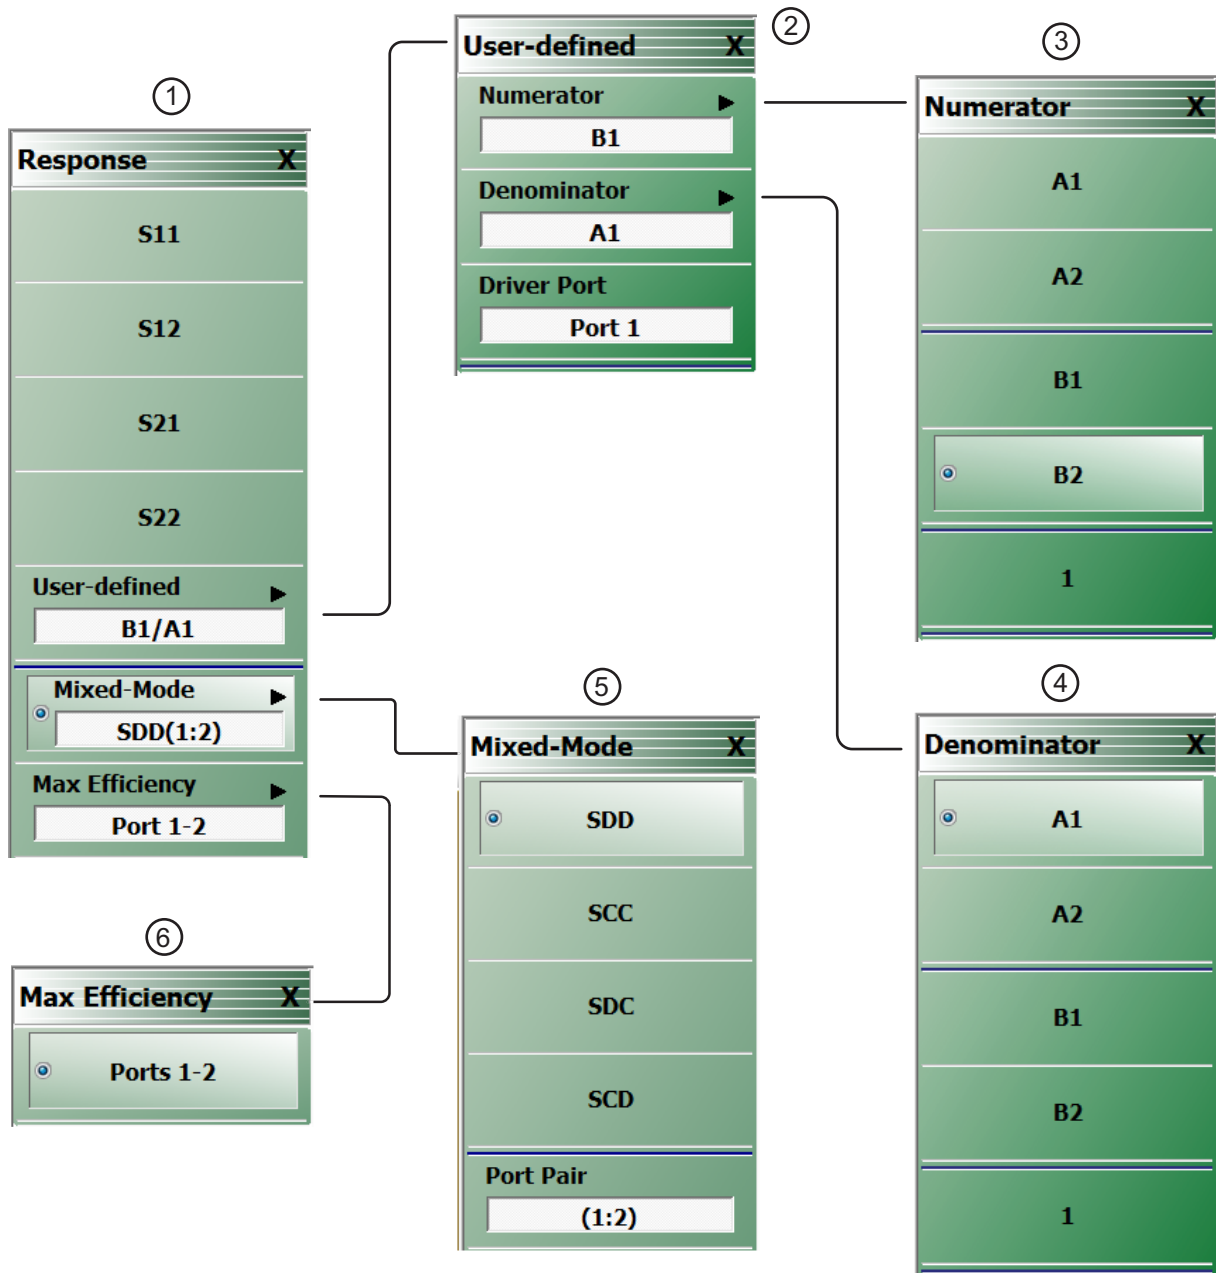 1
Response X
S11
S12
S21
S22
User-defined
B1/A1
Mixed-Mode
SDD(1:2)
Max Efficiency
Port 1-2
2
User-defined X
Numerator
B1
Denominator
A1
Driver Port
Port 1
3
Numerator X
A1
A2
B1
B2
1
4
Denominator X
A1
A2
B1
B2
1
5
Mixed-Mode X
SDD
SCC
SDC
SCD
Port Pair
(1:2)
6
Max Efficiency X
Ports 1-2